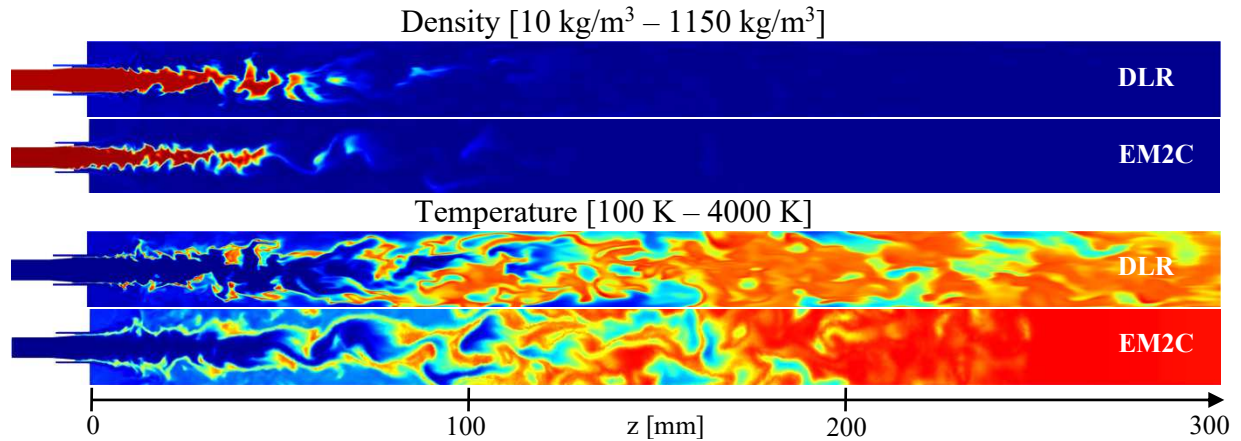 Density [10 kg/m³ – 1150 kg/m³]
DLR
EM2C
Temperature [100 K – 4000 K]
DLR
EM2C
0 100 z [mm] 200 300